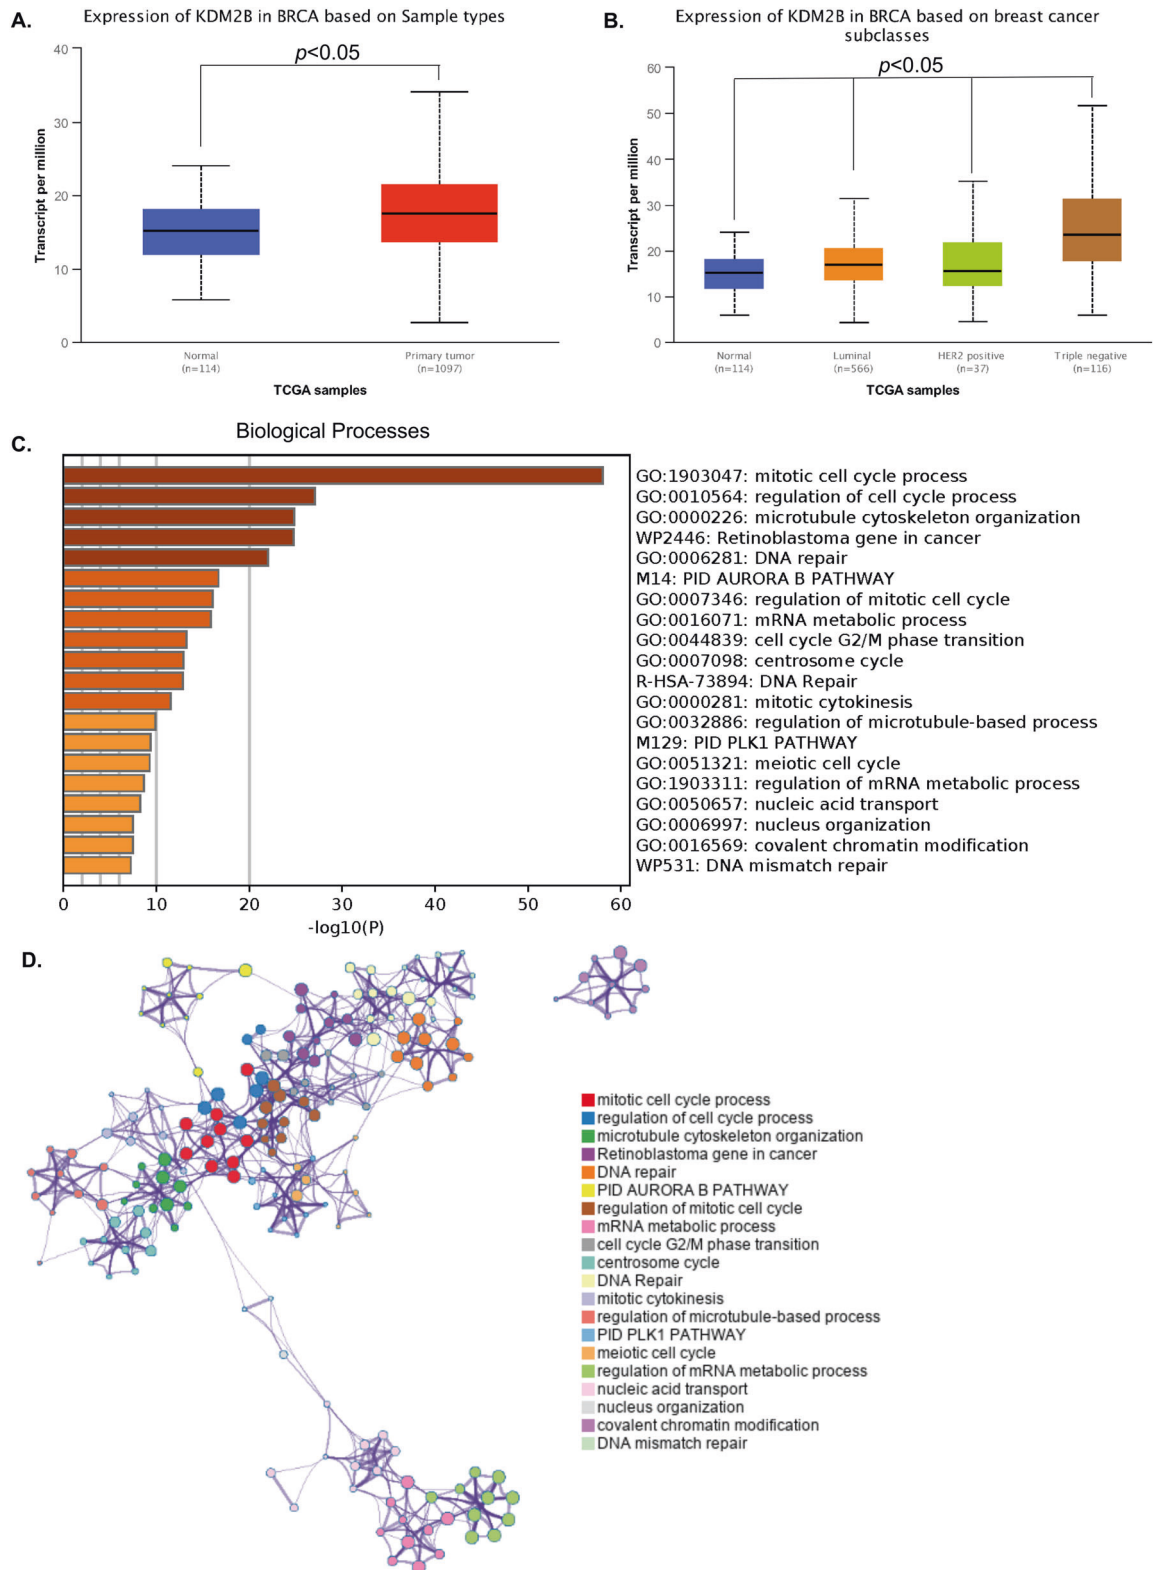 A.
Expression of KDM2B in BRCA based on Sample types
p<0.05
Transcript per million
40
30
20
10
0
Normal
(n=114)
Primary tumor
(n=1097)
TCGA samples
B.
Expression of KDM2B in BRCA based on breast cancer
subclasses
p<0.05
Transcript per million
60
50
40
30
20
10
0
Normal
(n=114)
Luminal
(n=566)
HER2 positive
(n=37)
Triple negative
(n=116)
TCGA samples
C.
Biological Processes
GO:1903047: mitotic cell cycle process
GO:0010564: regulation of cell cycle process
GO:0000226: microtubule cytoskeleton organization
WP2446: Retinoblastoma gene in cancer
GO:0006281: DNA repair
M14: PID AURORA B PATHWAY
GO:0007346: regulation of mitotic cell cycle
GO:0016071: mRNA metabolic process
GO:0044839: cell cycle G2/M phase transition
GO:0007098: centrosome cycle
R-HSA-73894: DNA Repair
GO:0000281: mitotic cytokinesis
GO:0032886: regulation of microtubule-based process
M129: PID PLK1 PATHWAY
GO:0051321: meiotic cell cycle
GO:1903311: regulation of mRNA metabolic process
GO:0050657: nucleic acid transport
GO:0006997: nucleus organization
GO:0016569: covalent chromatin modification
WP531: DNA mismatch repair
0 10 20 30 40 50 60
-log10(P)
D.
mitotic cell cycle process
regulation of cell cycle process
microtubule cytoskeleton organization
Retinoblastoma gene in cancer
DNA repair
PID AURORA B PATHWAY
regulation of mitotic cell cycle
mRNA metabolic process
cell cycle G2/M phase transition
centrosome cycle
DNA Repair
mitotic cytokinesis
regulation of microtubule-based process
PID PLK1 PATHWAY
meiotic cell cycle
regulation of mRNA metabolic process
nucleic acid transport
nucleus organization
covalent chromatin modification
DNA mismatch repair